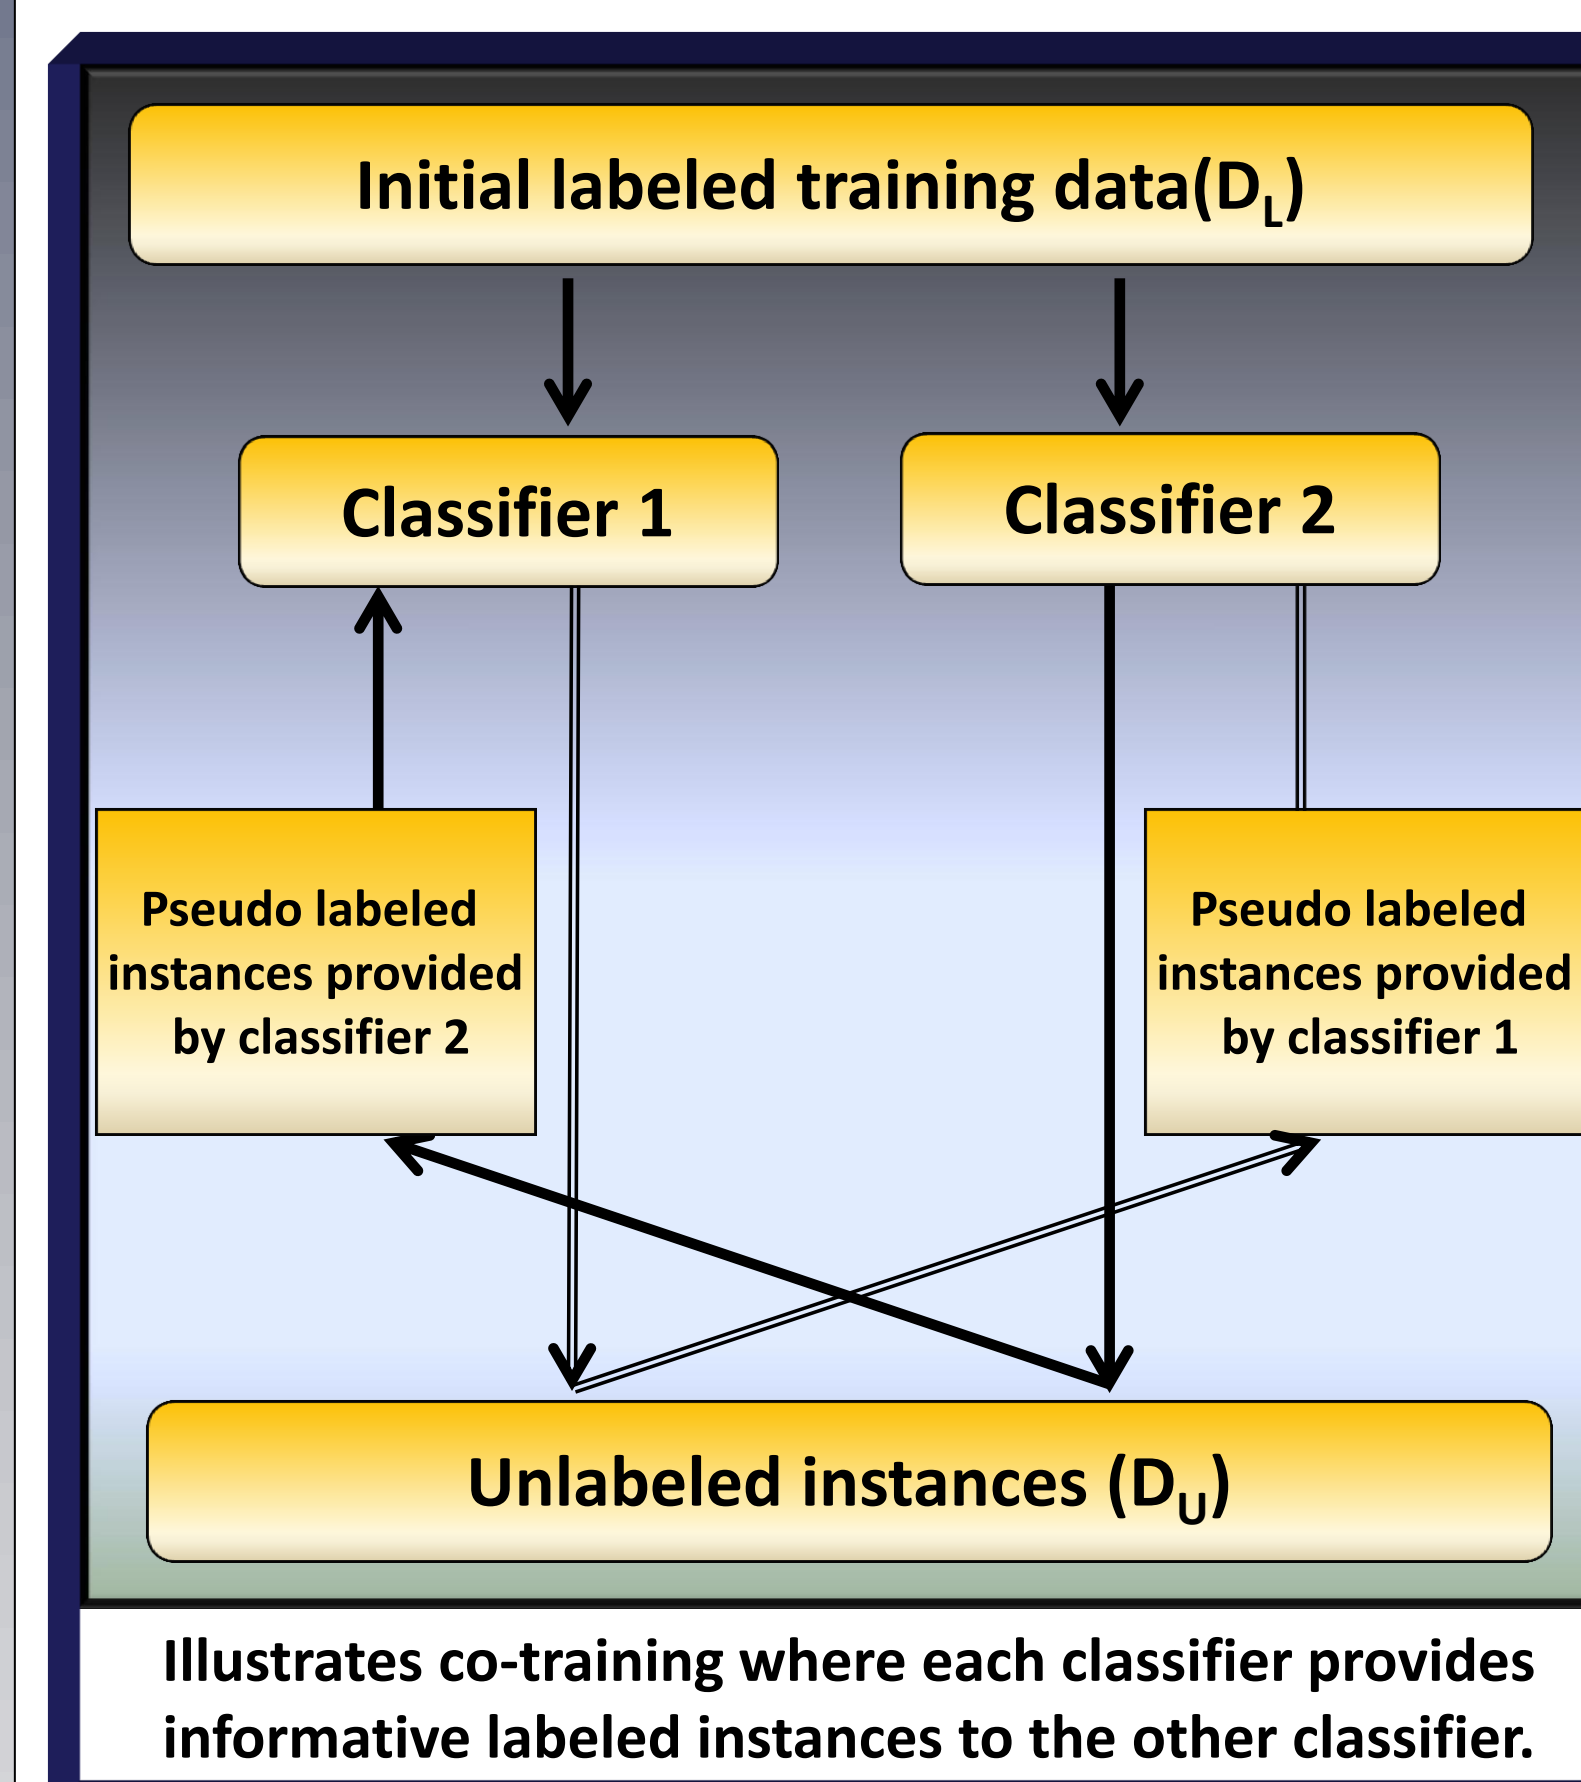 Initial labeled training data(D_L)
Classifier 1
Classifier 2
Pseudo labeled
instances provided
by classifier 2
Pseudo labeled
instances provided
by classifier 1
Unlabeled instances (D_U)
Illustrates co-training where each classifier provides
informative labeled instances to the other classifier.